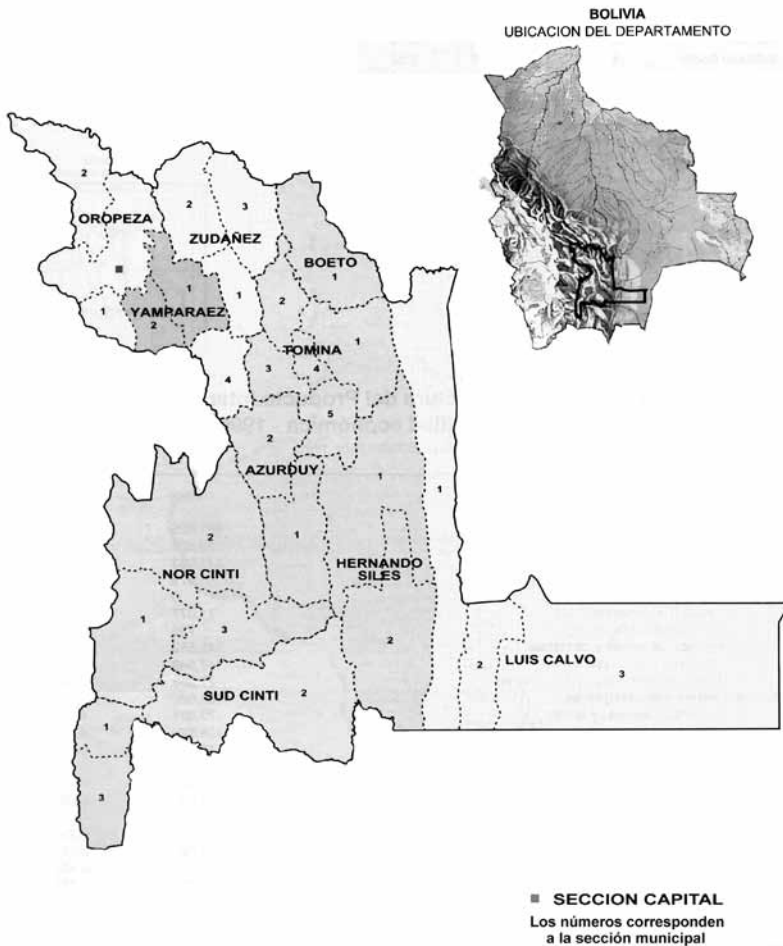 BOLIVIA
UBICACION DEL DEPARTAMENTO
2
OROPEZA
2
3
ZUDAÑEZ
BOETO
1
1
YAMPARAEZ
1
2
1
2
TOMINA
1
3
4
4
5
2
AZURDUY
1
1
2
NOR CINTI
1
HERNANDO
SILES
1
3
2
2
LUIS CALVO
3
SUD CINTI
2
1
3
SECCION CAPITAL
Los números corresponden
a la sección municipal